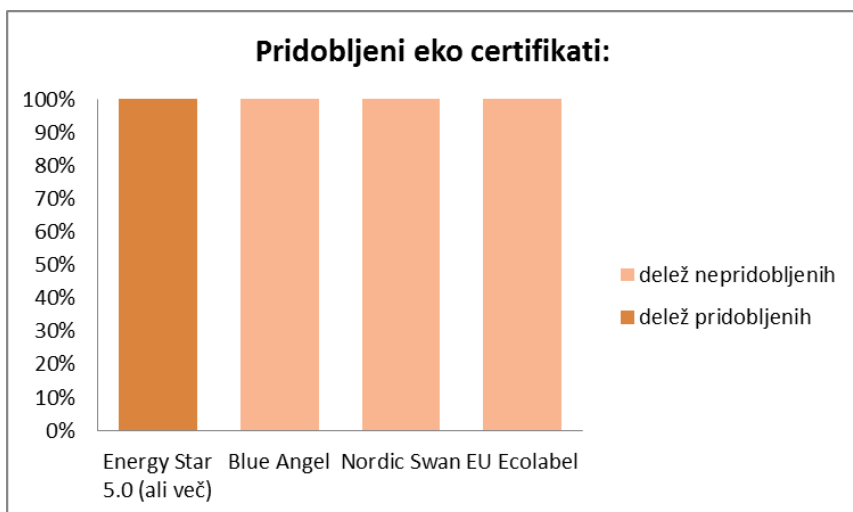 Pridobljeni eko certifikati:
100%
90%
80%
70%
60%
50%
40%
30%
20%
10%
0%
Energy Star
5.0 (ali več)
Blue Angel
Nordic Swan
EU Ecolabel
delež nepridobljenih
delež pridobljenih